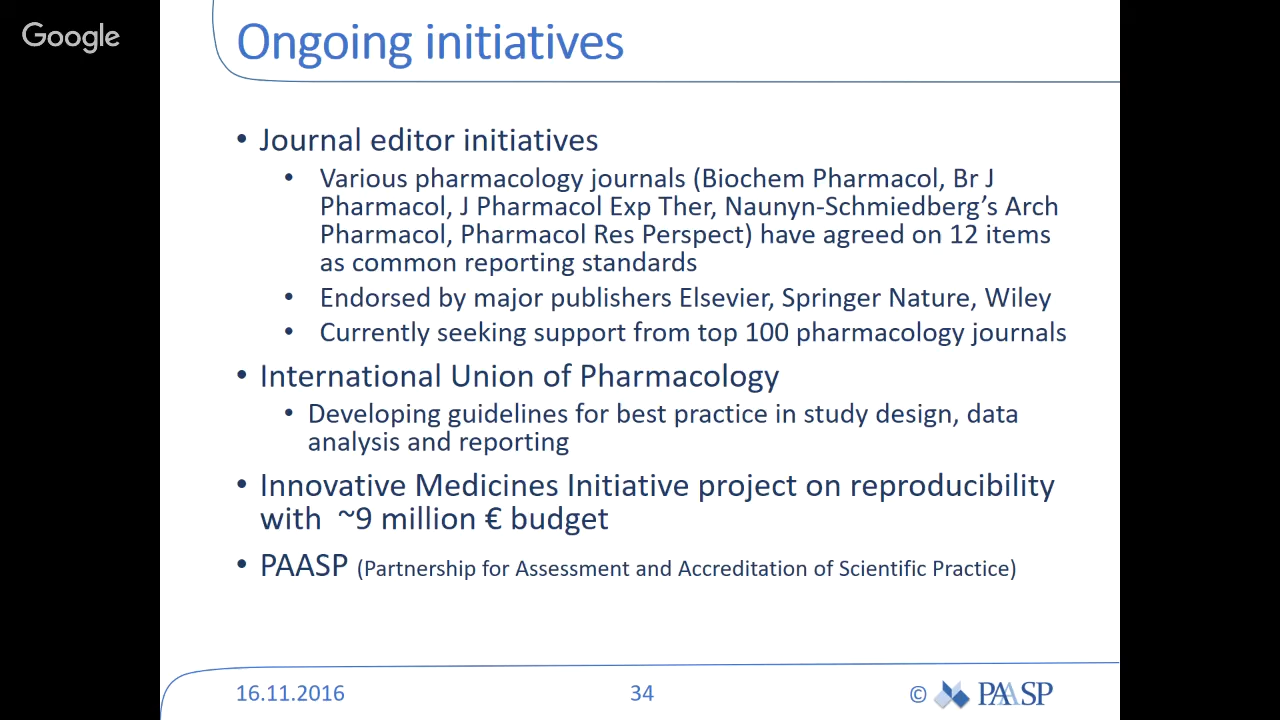 Google
Ongoing initiatives
• Journal editor initiatives
• Various pharmacology journals (Biochem Pharmacol, Br J
Pharmacol, J Pharmacol Exp Ther, Naunyn-Schmiedberg’s Arch
Pharmacol, Pharmacol Res Perspect) have agreed on 12 items
as common reporting standards
• Endorsed by major publishers Elsevier, Springer Nature, Wiley
• Currently seeking support from top 100 pharmacology journals
• International Union of Pharmacology
• Developing guidelines for best practice in study design, data
analysis and reporting
• Innovative Medicines Initiative project on reproducibility
with ~9 million € budget
• PAASP (Partnership for Assessment and Accreditation of Scientific Practice)
16.11.2016 34 © PAASP